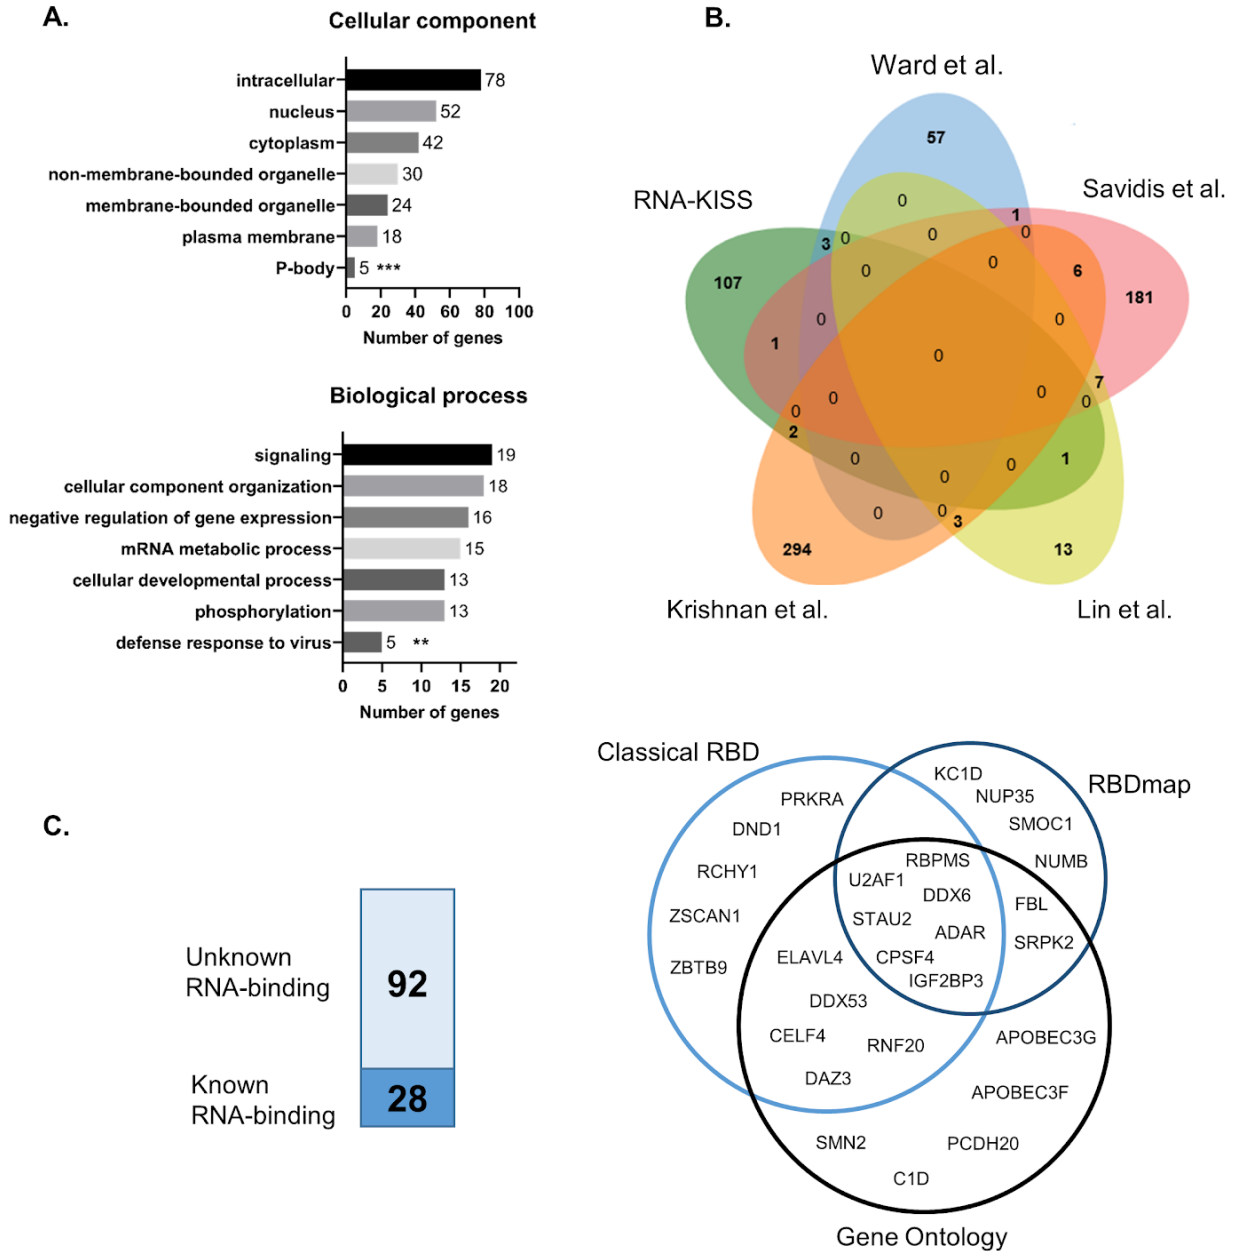 A.
Cellular component
intracellular 78
nucleus 52
cytoplasm 42
non-membrane-bounded organelle 30
membrane-bounded organelle 24
plasma membrane 18
P-body 5 ***
0 20 40 60 80 100
Number of genes
Biological process
signaling 19
cellular component organization 18
negative regulation of gene expression 16
mRNA metabolic process 15
cellular developmental process 13
phosphorylation 13
defense response to virus 5 **
0 5 10 15 20
Number of genes
B.
Ward et al.
57
RNA-KISS
Savidis et al.
0
1
3 0 0 0
0 0 6
107
181
0 0
1
0
7
0 0 0
0
2
0 0 1
0
0 0
3
294
13
Krishnan et al.
Lin et al.
C.
Unknown
RNA-binding
92
Known
RNA-binding
28
Classical RBD
RBDmap
KC1D
PRKRA
NUP35
DND1
SMOC1
RBPMS
NUMB
RCHY1
U2AF1
DDX6
FBL
ZSCAN1
STAU2
ADAR
SRPK2
ELAVL4
CPSF4
ZBTB9
IGF2BP3
DDX53
CELF4
RNF20
APOBEC3G
DAZ3
APOBEC3F
SMN2
PCDH20
C1D
Gene Ontology